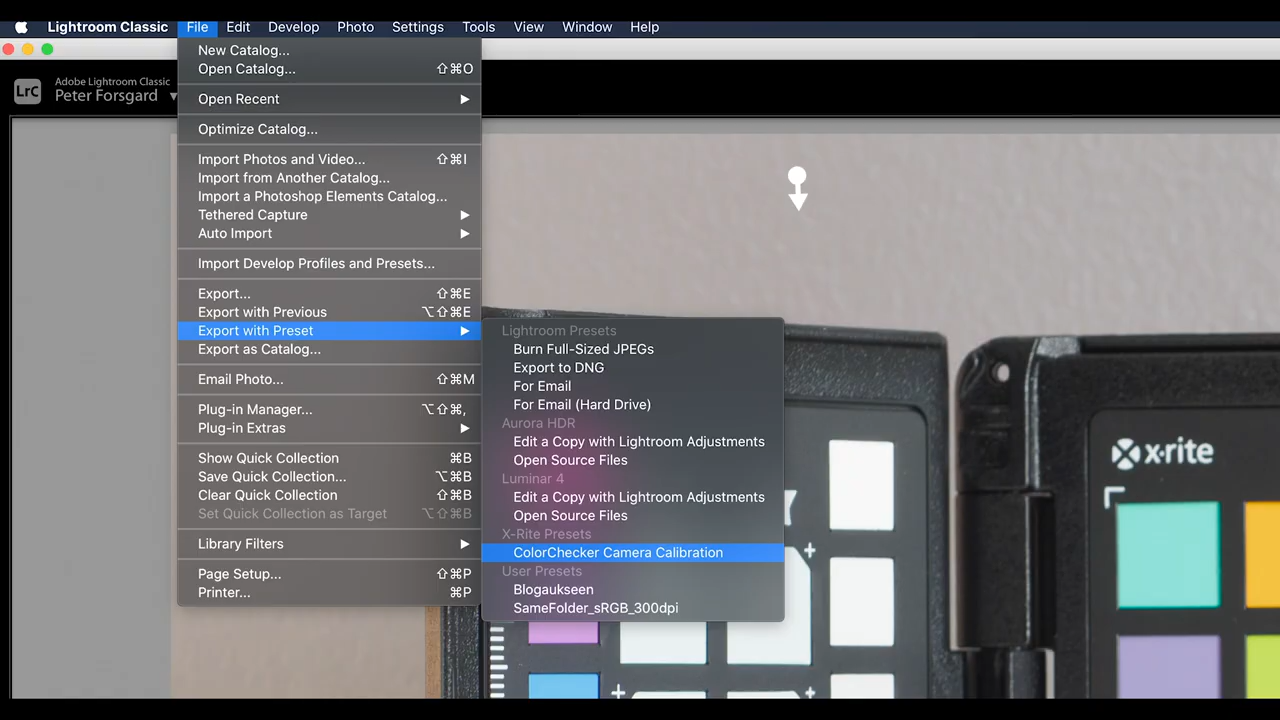 Lightroom Classic File Edit Develop Photo Settings Tools View Window Help
LrC
Adobe Lightroom Classic
Peter Forsgard
New Catalog...
Open Catalog... ⇧⌘O
Open Recent
Optimize Catalog...
Import Photos and Video... ⇧⌘I
Import from Another Catalog...
Import a Photoshop Elements Catalog...
Tethered Capture
Auto Import
Import Develop Profiles and Presets...
Export... ⇧⌘E
Export with Previous ⌥⇧⌘E
Export with Preset
Export as Catalog...
Email Photo... ⇧⌘M
Plug-in Manager... ⌥⇧⌘,
Plug-in Extras
Show Quick Collection ⌘B
Save Quick Collection... ⌥⌘B
Clear Quick Collection ⇧⌘B
Set Quick Collection as Target ⌥⇧⌘B
Library Filters
Page Setup... ⇧⌘P
Printer... ⌘P
Lightroom Presets
Burn Full-Sized JPEGs
Export to DNG
For Email
For Email (Hard Drive)
Aurora HDR
Edit a Copy with Lightroom Adjustments
Open Source Files
Luminar 4
Edit a Copy with Lightroom Adjustments
Open Source Files
X-Rite Presets
ColorChecker Camera Calibration
User Presets
Blogaukseen
SameFolder_sRGB_300dpi
x·rite